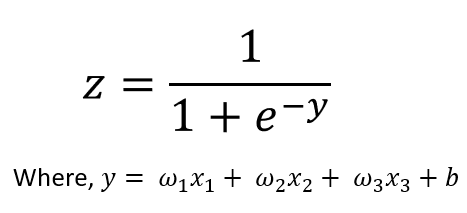 z = 1 / (1 + e^{−y})
Where, y = ω₁x₁ + ω₂x₂ + ω₃x₃ + b